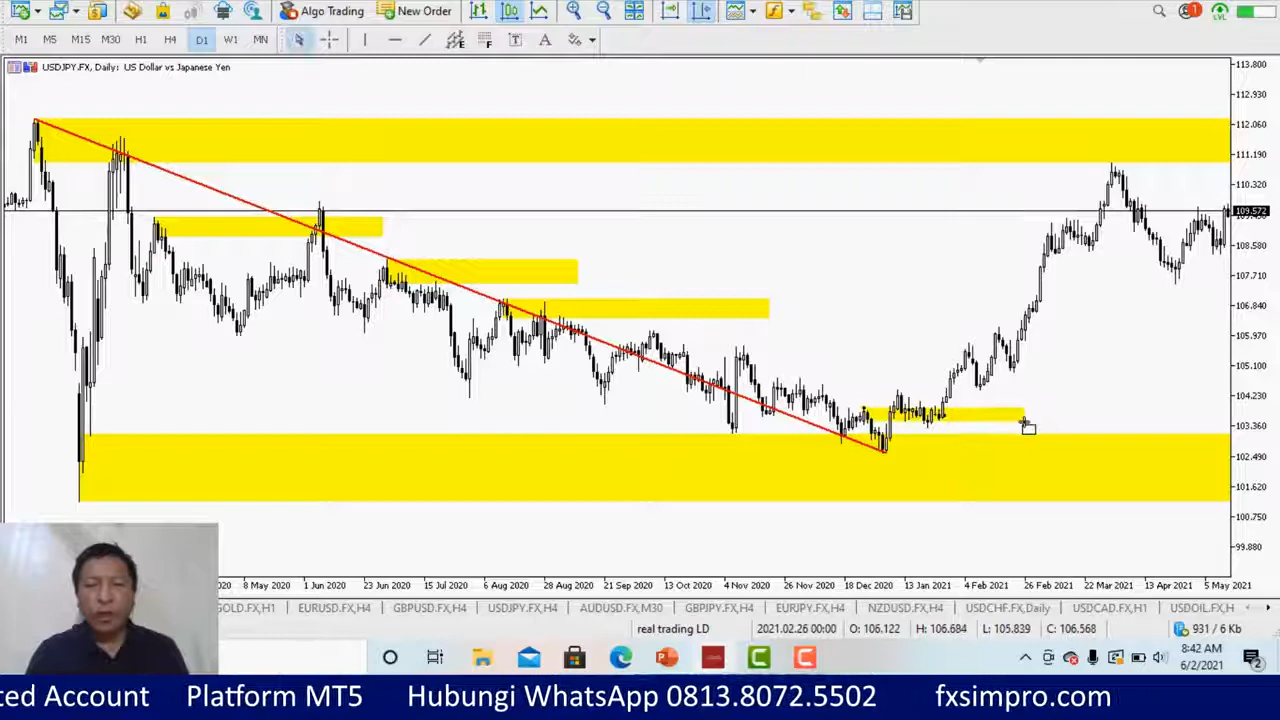 Algo Trading New Order 1 LVL
M1 M5 M15 M30 H1 H4 D1 W1 MN
USDJPY.FX, Daily: US Dollar vs Japanese Yen
113.800
112.930
112.060
111.190
110.320
109.572
108.580
107.710
106.840
105.970
105.100
104.230
103.360
102.490
101.620
100.750
99.880
2020 8 May 2020 1 Jun 2020 23 Jun 2020 15 Jul 2020 6 Aug 2020 28 Aug 2020 21 Sep 2020 13 Oct 2020 4 Nov 2020 26 Nov 2020 18 Dec 2020 13 Jan 2021 4 Feb 2021 26 Feb 2021 22 Mar 2021 13 Apr 2021 5 May 2021
GOLD.FX,H1 EURUSD.FX,H4 GBPUSD.FX,H4 USDJPY.FX,H4 AUDUSD.FX,M30 GBPJPY.FX,H4 EURJPY.FX,H4 NZDUSD.FX,H4 USDCHF.FX,Daily USDCAD.FX,H1 USDOIL.FX,H
real trading LD 2021.02.26 00:00 O: 106.122 H: 106.684 L: 105.839 C: 106.568 931 / 6 Kb
8:42 AM
6/2/2021
2
ted Account Platform MT5 Hubungi WhatsApp 0813.8072.5502 fxsimpro.com